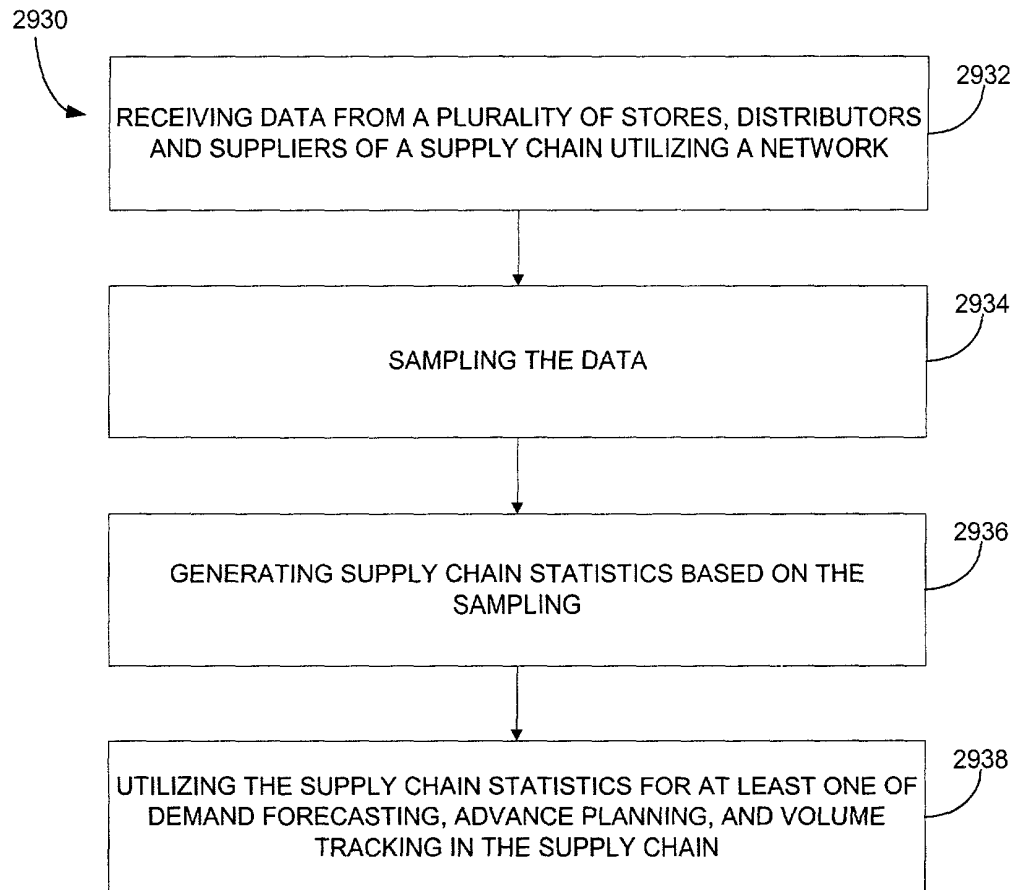 2930
2932
RECEIVING DATA FROM A PLURALITY OF STORES, DISTRIBUTORS
AND SUPPLIERS OF A SUPPLY CHAIN UTILIZING A NETWORK
2934
SAMPLING THE DATA
2936
GENERATING SUPPLY CHAIN STATISTICS BASED ON THE
SAMPLING
2938
UTILIZING THE SUPPLY CHAIN STATISTICS FOR AT LEAST ONE OF
DEMAND FORECASTING, ADVANCE PLANNING, AND VOLUME
TRACKING IN THE SUPPLY CHAIN